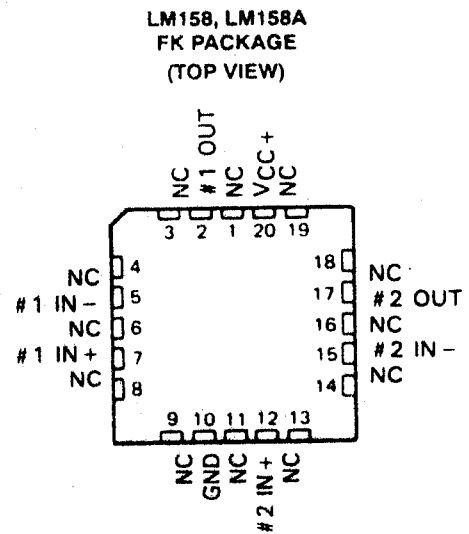 LM158, LM158A
FK PACKAGE
(TOP VIEW)
NC
#1 OUT
NC
VCC+
NC
3 2 1 20 19
NC 4
#1 IN− 5
NC 6
#1 IN+ 7
NC 8
18 NC
17 #2 OUT
16 NC
15 #2 IN−
14 NC
9 10 11 12 13
NC
GND
NC
#2 IN+
NC